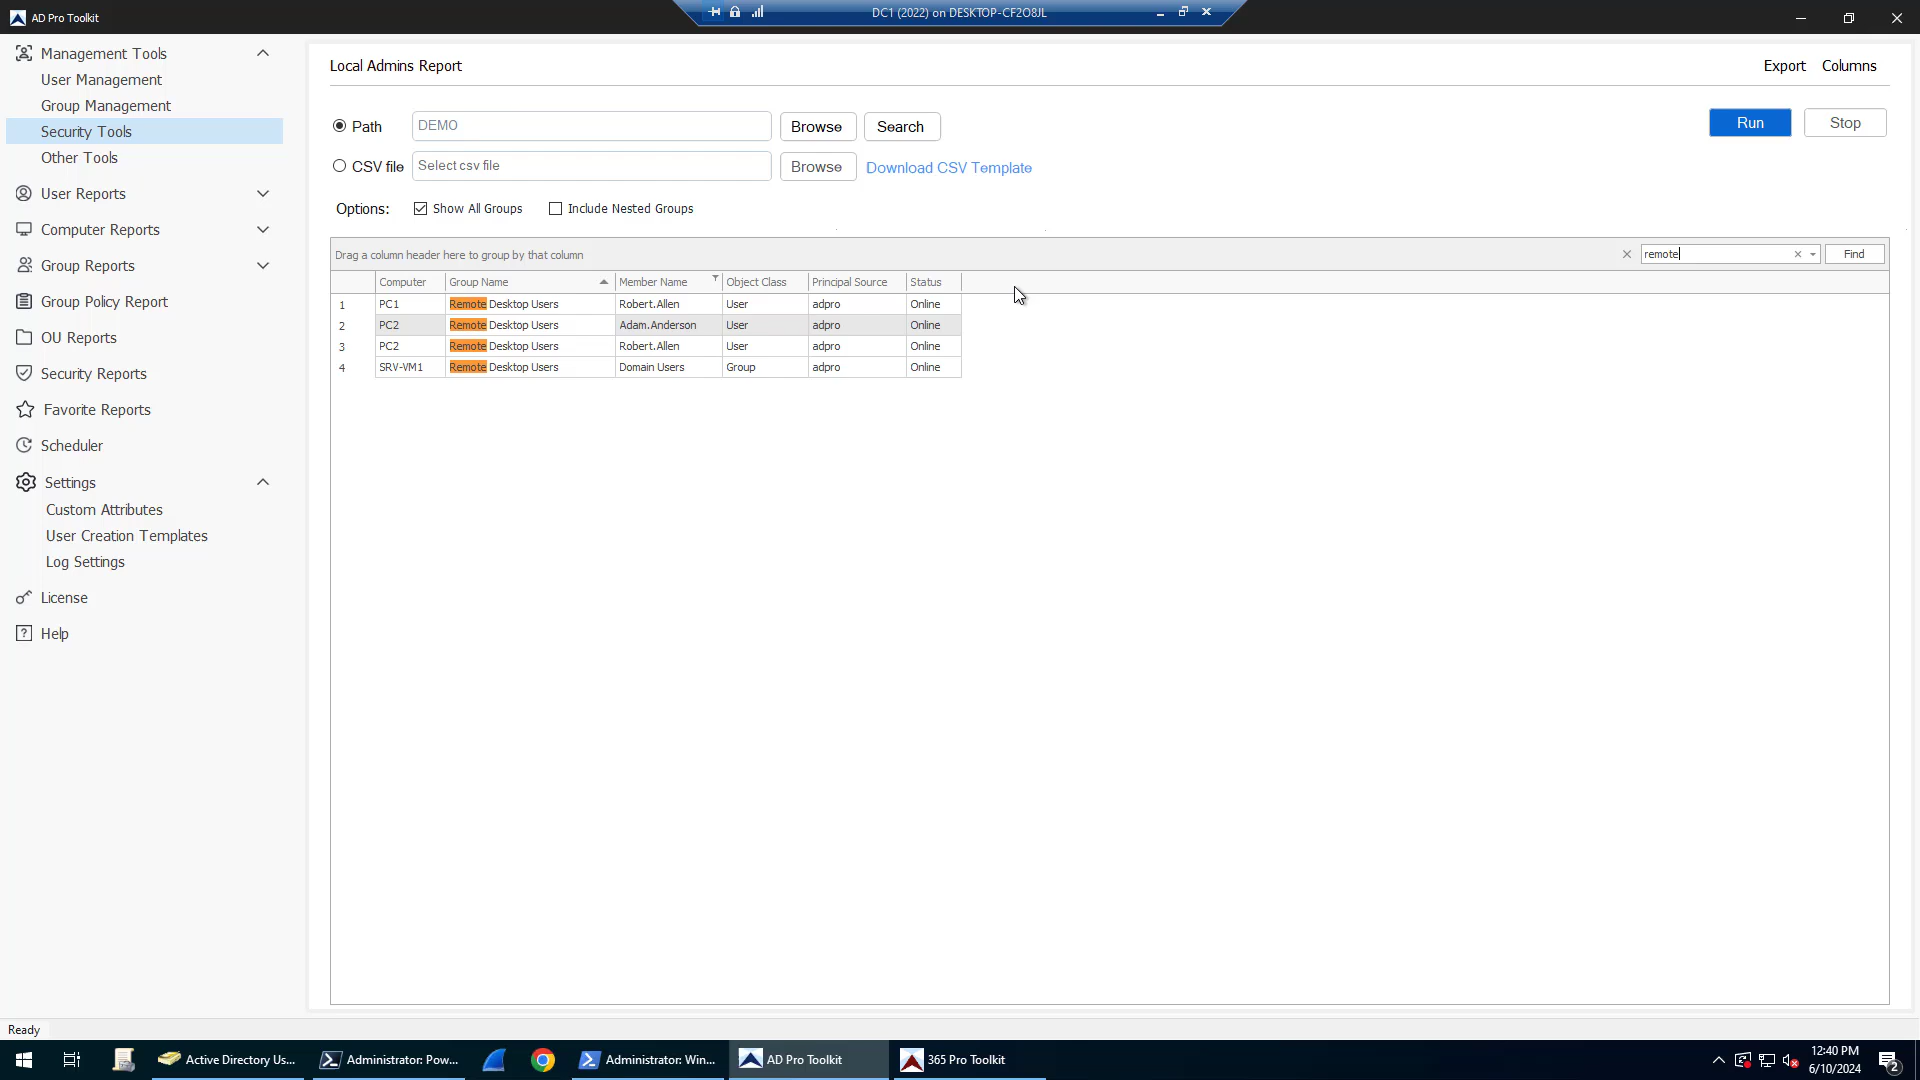 AD Pro Toolkit
DC1 (2022) on DESKTOP-CF2O8JL
Management Tools
User Management
Group Management
Security Tools
Other Tools
User Reports
Computer Reports
Group Reports
Group Policy Report
OU Reports
Security Reports
Favorite Reports
Scheduler
Settings
Custom Attributes
User Creation Templates
Log Settings
License
Help
Local Admins Report
Export Columns
Path DEMO Browse Search Run Stop
CSV file Select csv file Browse Download CSV Template
Options: Show All Groups Include Nested Groups
Drag a column header here to group by that column remote Find
Computer Group Name Member Name Object Class Principal Source Status
1 PC1 Remote Desktop Users Robert.Allen User adpro Online
2 PC2 Remote Desktop Users Adam.Anderson User adpro Online
3 PC2 Remote Desktop Users Robert.Allen User adpro Online
4 SRV-VM1 Remote Desktop Users Domain Users Group adpro Online
Ready
Active Directory Us... Administrator: Pow... Administrator: Win... AD Pro Toolkit 365 Pro Toolkit
12:40 PM
6/10/2024
2